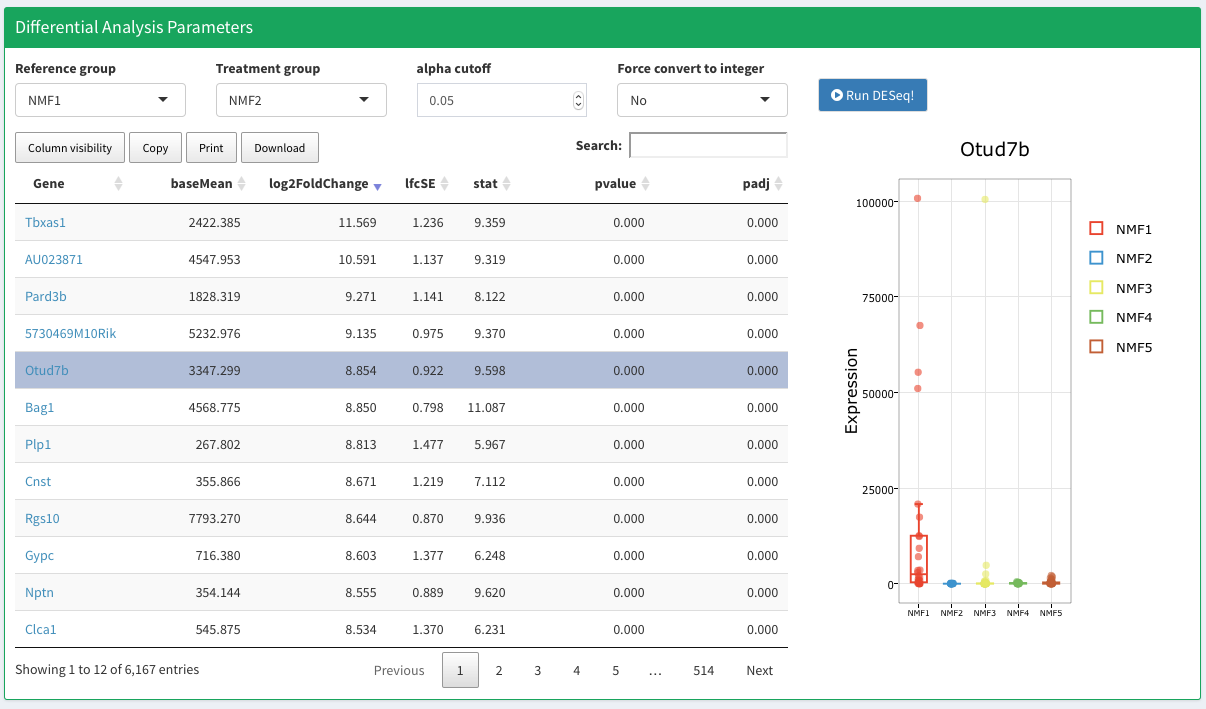 Differential Analysis Parameters
Reference group Treatment group alpha cutoff Force convert to integer
NMF1 NMF2 0.05 No Run DESeq!
Column visibility Copy Print Download Search:
Gene baseMean log2FoldChange lfcSE stat pvalue padj
Tbxas1 2422.385 11.569 1.236 9.359 0.000 0.000
AU023871 4547.953 10.591 1.137 9.319 0.000 0.000
Pard3b 1828.319 9.271 1.141 8.122 0.000 0.000
5730469M10Rik 5232.976 9.135 0.975 9.370 0.000 0.000
Otud7b 3347.299 8.854 0.922 9.598 0.000 0.000
Bag1 4568.775 8.850 0.798 11.087 0.000 0.000
Plp1 267.802 8.813 1.477 5.967 0.000 0.000
Cnst 355.866 8.671 1.219 7.112 0.000 0.000
Rgs10 7793.270 8.644 0.870 9.936 0.000 0.000
Gypc 716.380 8.603 1.377 6.248 0.000 0.000
Nptn 354.144 8.555 0.889 9.620 0.000 0.000
Clca1 545.875 8.534 1.370 6.231 0.000 0.000
Showing 1 to 12 of 6,167 entries Previous 1 2 3 4 5 … 514 Next
Otud7b
Expression
100000
75000
50000
25000
0
NMF1 NMF2 NMF3 NMF4 NMF5
NMF1
NMF2
NMF3
NMF4
NMF5